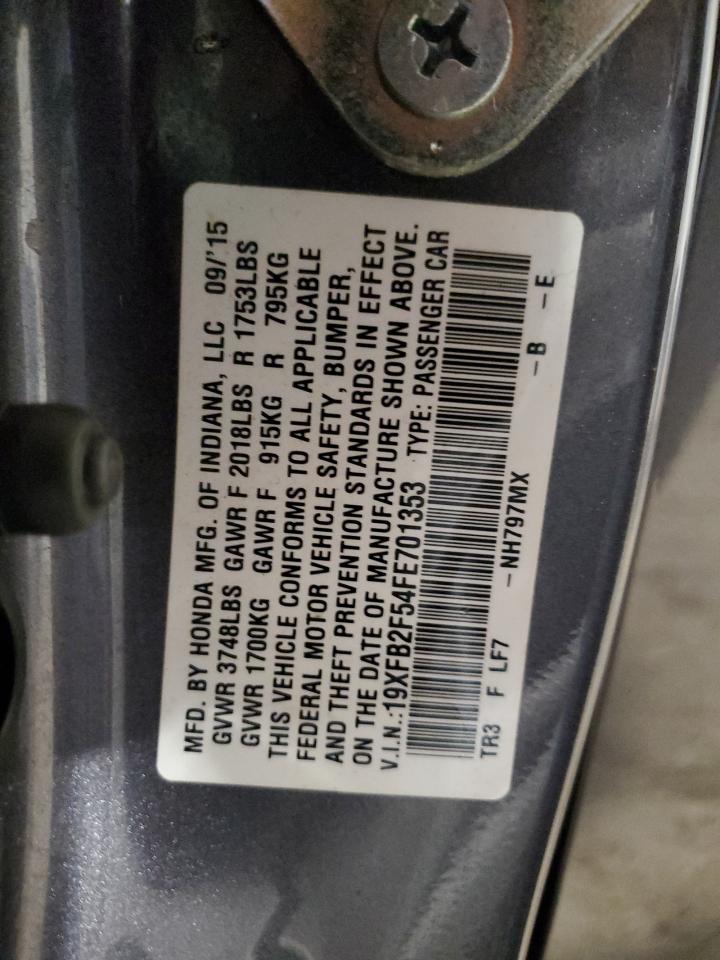 MFD. BY HONDA MFG. OF INDIANA, LLC 09/'15
GVWR 3748LBS GAWR F 2018LBS R 1753LBS
GVWR 1700KG GAWR F 915KG R 795KG
THIS VEHICLE CONFORMS TO ALL APPLICABLE
FEDERAL MOTOR VEHICLE SAFETY, BUMPER,
AND THEFT PREVENTION STANDARDS IN EFFECT
ON THE DATE OF MANUFACTURE SHOWN ABOVE.
V.I.N.:19XFB2F54FE701353 TYPE: PASSENGER CAR
TR3 F LF7 -NH797MX -B -E